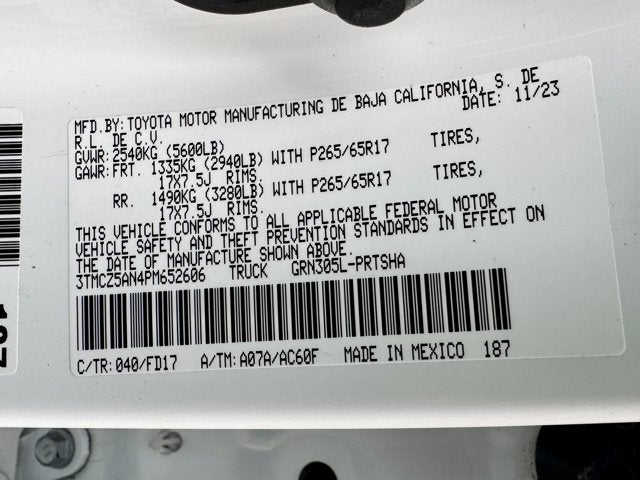 MFD.BY:TOYOTA MOTOR MANUFACTURING DE BAJA CALIFORNIA, S. DE
R.L. DE C.V. DATE: 11/23
GVWR: 2540KG (5600LB)
GAWR: FRT. 1335KG (2940LB) WITH P265/65R17 TIRES,
17X7.5J RIMS.
RR. 1490KG (3280LB) WITH P265/65R17 TIRES,
17X7.5J RIMS.
THIS VEHICLE CONFORMS TO ALL APPLICABLE FEDERAL MOTOR
VEHICLE SAFETY AND THEFT PREVENTION STANDARDS IN EFFECT ON
THE DATE OF MANUFACTURE SHOWN ABOVE.
3TMCZ5AN4PM652606 TRUCK GRN305L-PRTSHA
C/TR: 040/FD17 A/TM: A07A/AC60F MADE IN MEXICO 187